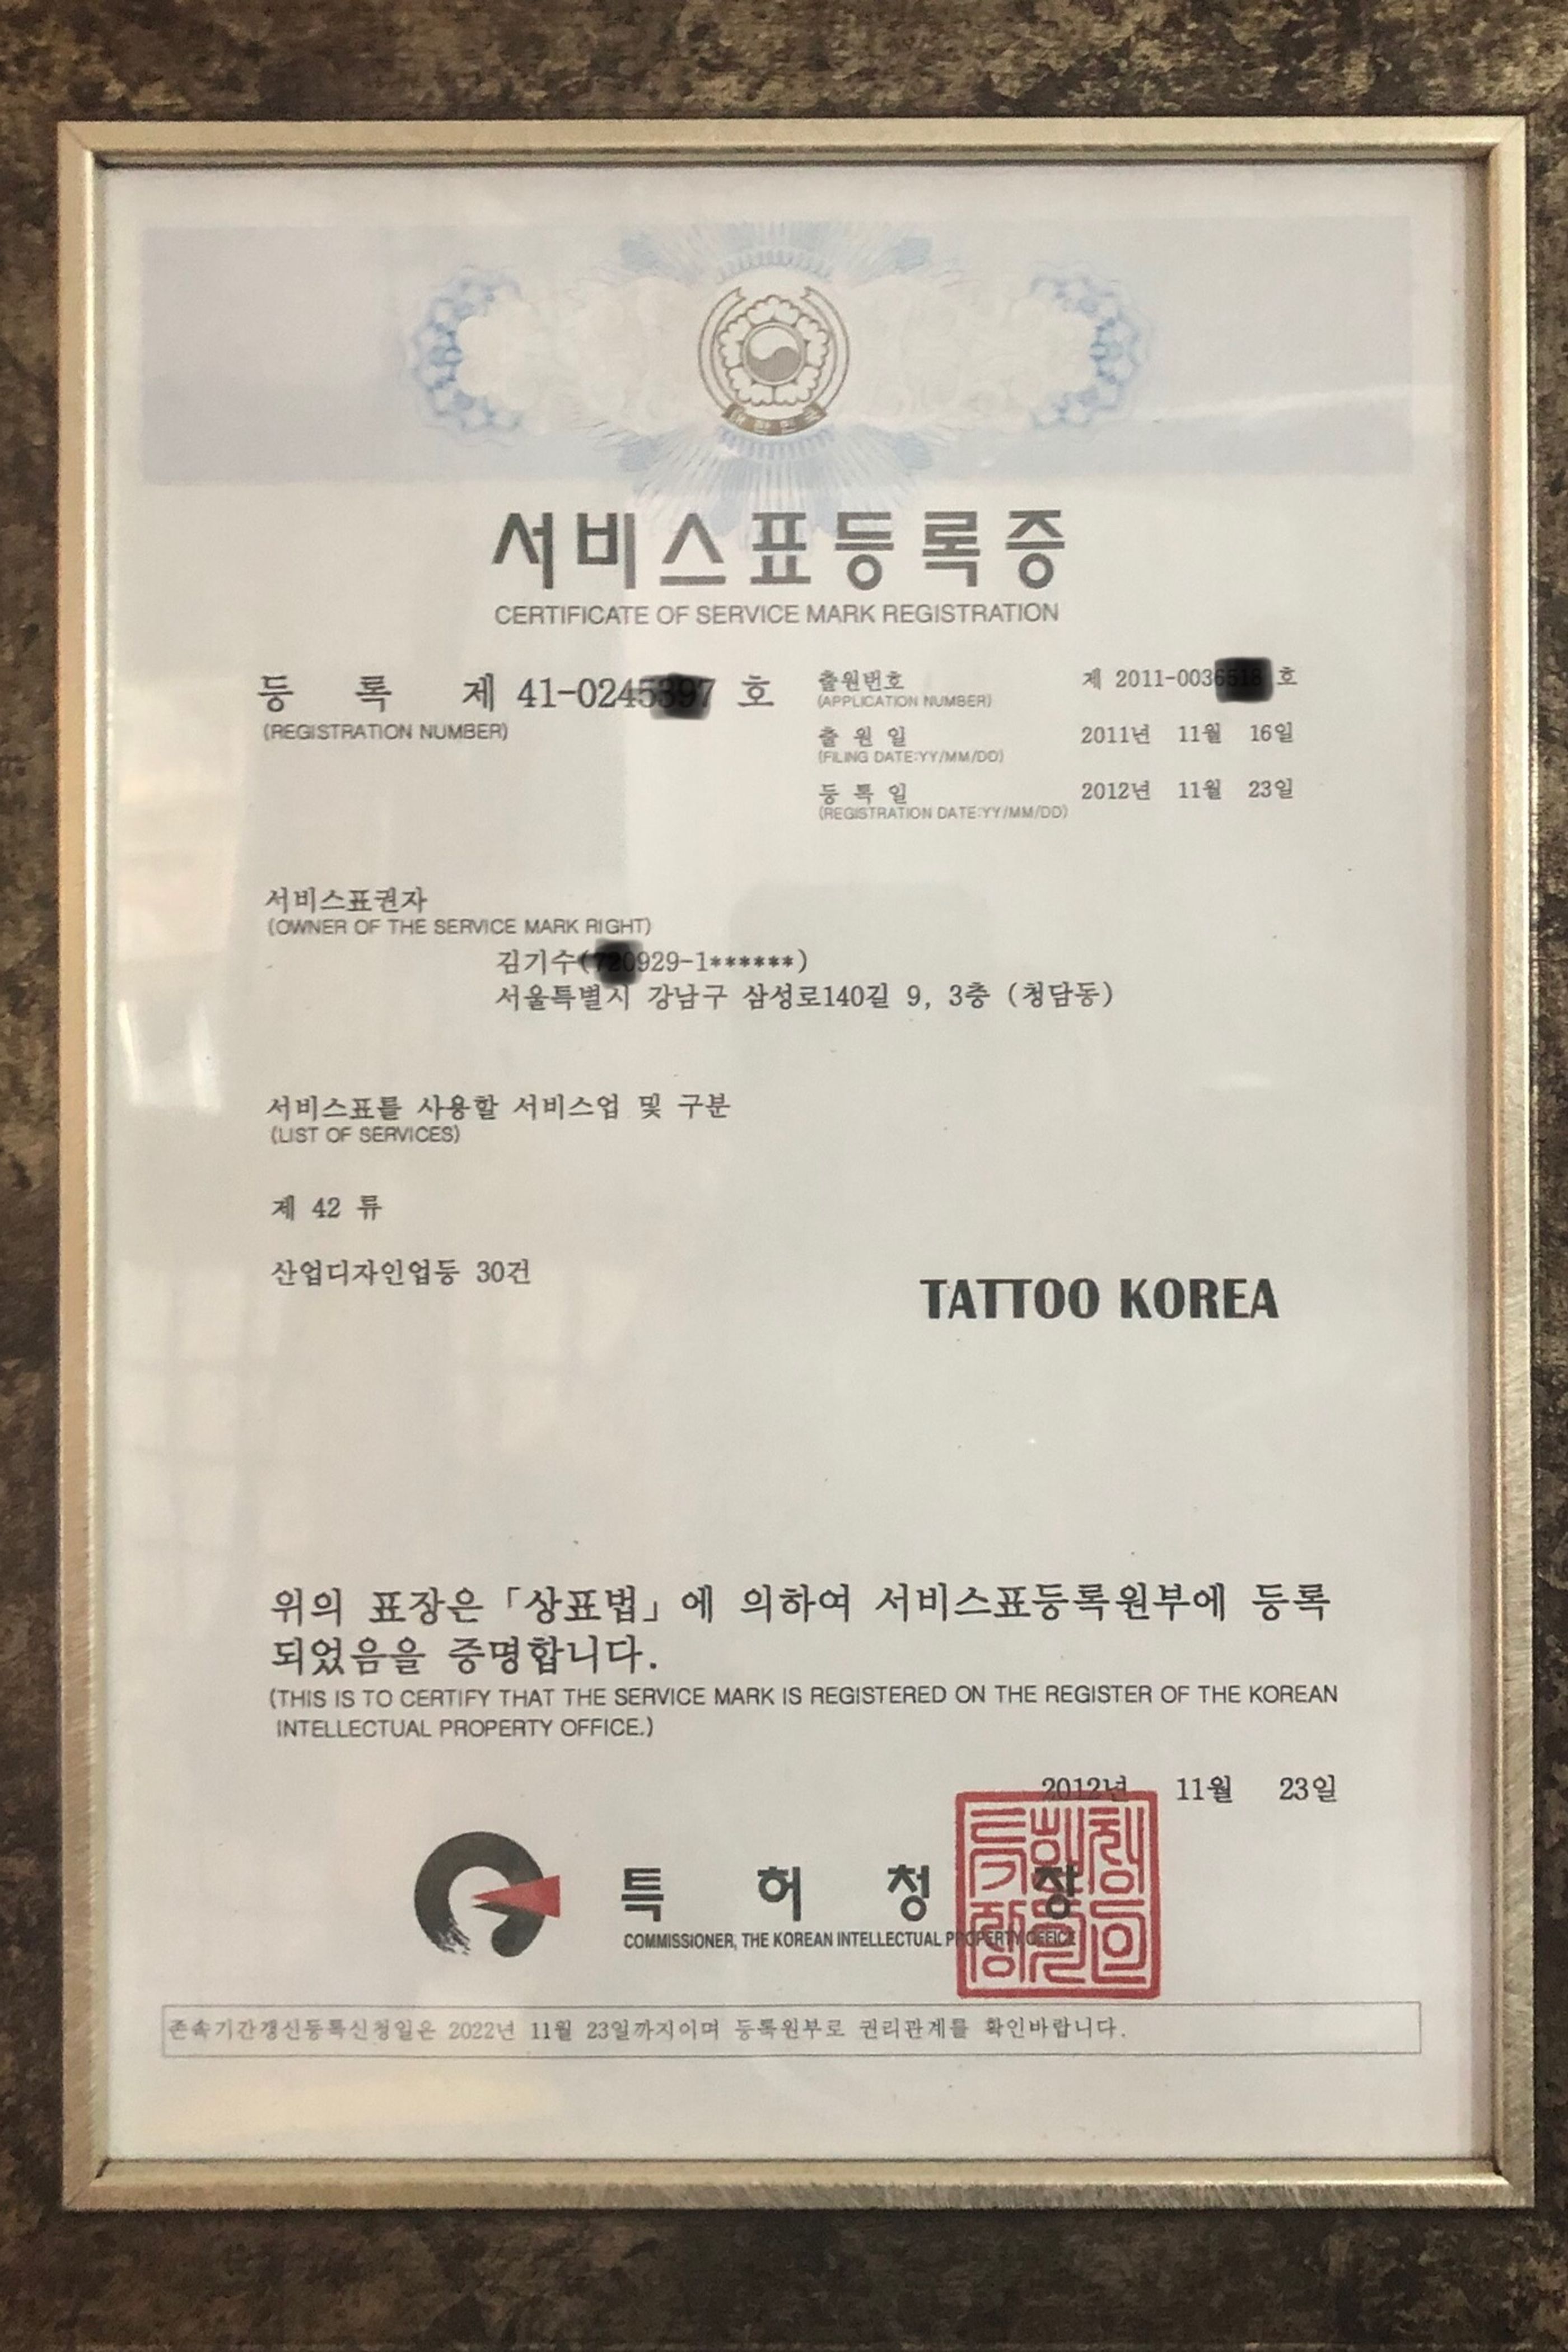 대한민국
서비스표등록증
CERTIFICATE OF SERVICE MARK REGISTRATION
등 록 제 41-0245 호
(REGISTRATION NUMBER)
출원번호 제 2011-003 호
(APPLICATION NUMBER)
출 원 일 2011년 11월 16일
(FILING DATE:YY/MM/DD)
등 록 일 2012년 11월 23일
(REGISTRATION DATE:YY/MM/DD)
서비스표권자
(OWNER OF THE SERVICE MARK RIGHT)
김기수( 0929-1******)
서울특별시 강남구 삼성로140길 9, 3층 (청담동)
서비스표를 사용할 서비스업 및 구분
(LIST OF SERVICES)
제 42 류
산업디자인업등 30건
TATTOO KOREA
위의 표장은「상표법」에 의하여 서비스표등록원부에 등록
되었음을 증명합니다.
(THIS IS TO CERTIFY THAT THE SERVICE MARK IS REGISTERED ON THE REGISTER OF THE KOREAN
INTELLECTUAL PROPERTY OFFICE.)
2012년 11월 23일
특 허 청 장
COMMISSIONER, THE KOREAN INTELLECTUAL PROPERTY OFFICE
존속기간갱신등록신청일은 2022년 11월 23일까지이며 등록원부로 권리관계를 확인바랍니다.